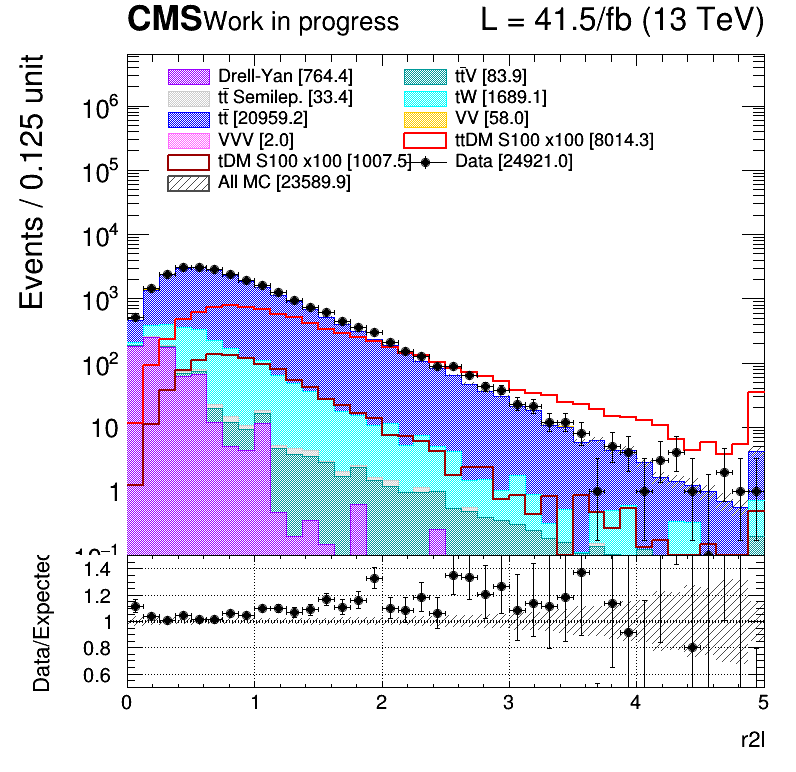 CMS Work in progress L = 41.5/fb (13 TeV)
Events / 0.125 unit
Drell-Yan [764.4] tt̄V [83.9]
tt̄ Semilep. [33.4] tW [1689.1]
tt̄ [20959.2] VV [58.0]
VVV [2.0] ttDM S100 x100 [8014.3]
tDM S100 x100 [1007.5] Data [24921.0]
All MC [23589.9]
10⁶
10⁵
10⁴
10³
10²
10
1
10⁻¹
Data/Expected
1.4
1.2
1
0.8
0.6
0 1 2 3 4 5
r2l